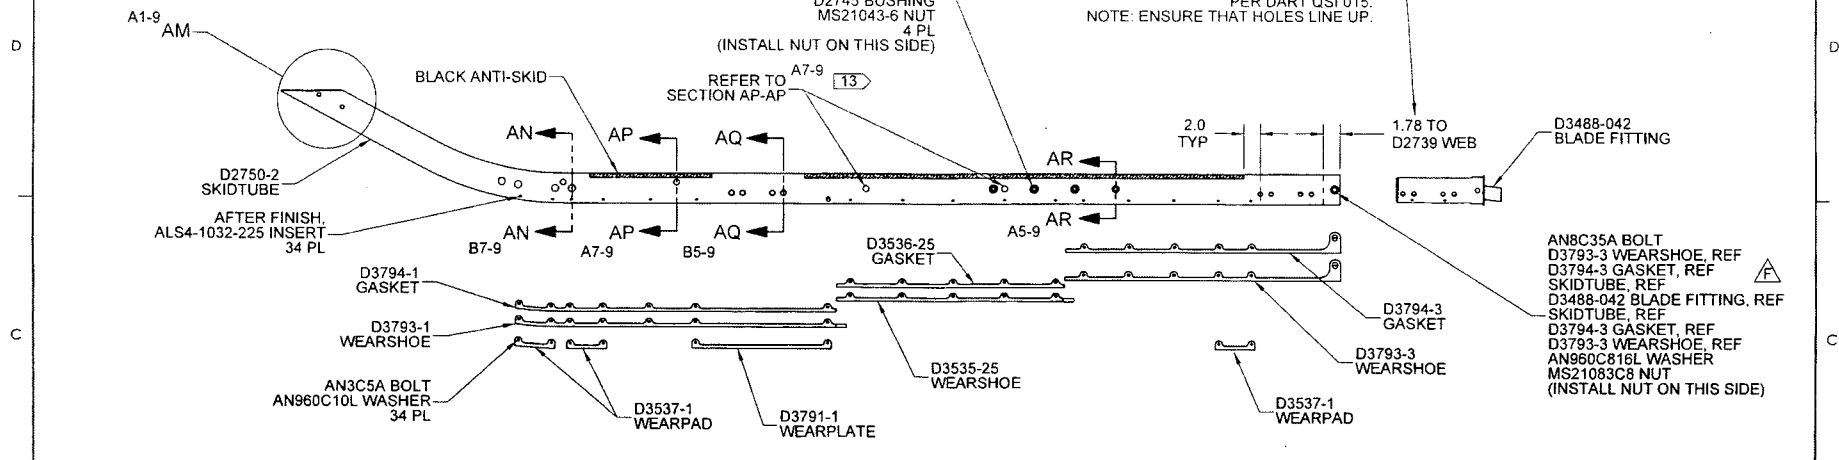 D2745 BUSHING
MS21043-6 NUT
4 PL
(INSTALL NUT ON THIS SIDE)
PER DART QSI 015.
NOTE: ENSURE THAT HOLES LINE UP.
A1-9
AM
D
D
BLACK ANTI-SKID
REFER TO
SECTION AP-AP
A7-9
13
AN
AP
AQ
AR
2.0
TYP
1.78 TO
D2739 WEB
D3488-042
BLADE FITTING
D2750-2
SKIDTUBE
AFTER FINISH,
ALS4-1032-225 INSERT
34 PL
AN
B7-9
AP
A7-9
AQ
B5-9
AR
A5-9
D3536-25
GASKET
D3794-1
GASKET
D3793-1
WEARSHOE
AN3C5A BOLT
AN960C10L WASHER
34 PL
D3537-1
WEARPAD
D3791-1
WEARPLATE
D3535-25
WEARSHOE
D3794-3
GASKET
D3793-3
WEARSHOE
D3537-1
WEARPAD
AN8C35A BOLT
D3793-3 WEARSHOE, REF
D3794-3 GASKET, REF
SKIDTUBE, REF
D3488-042 BLADE FITTING, REF
SKIDTUBE, REF
D3794-3 GASKET, REF
D3793-3 WEARSHOE, REF
AN960C816L WASHER
MS21083C8 NUT
(INSTALL NUT ON THIS SIDE)
F
C
C